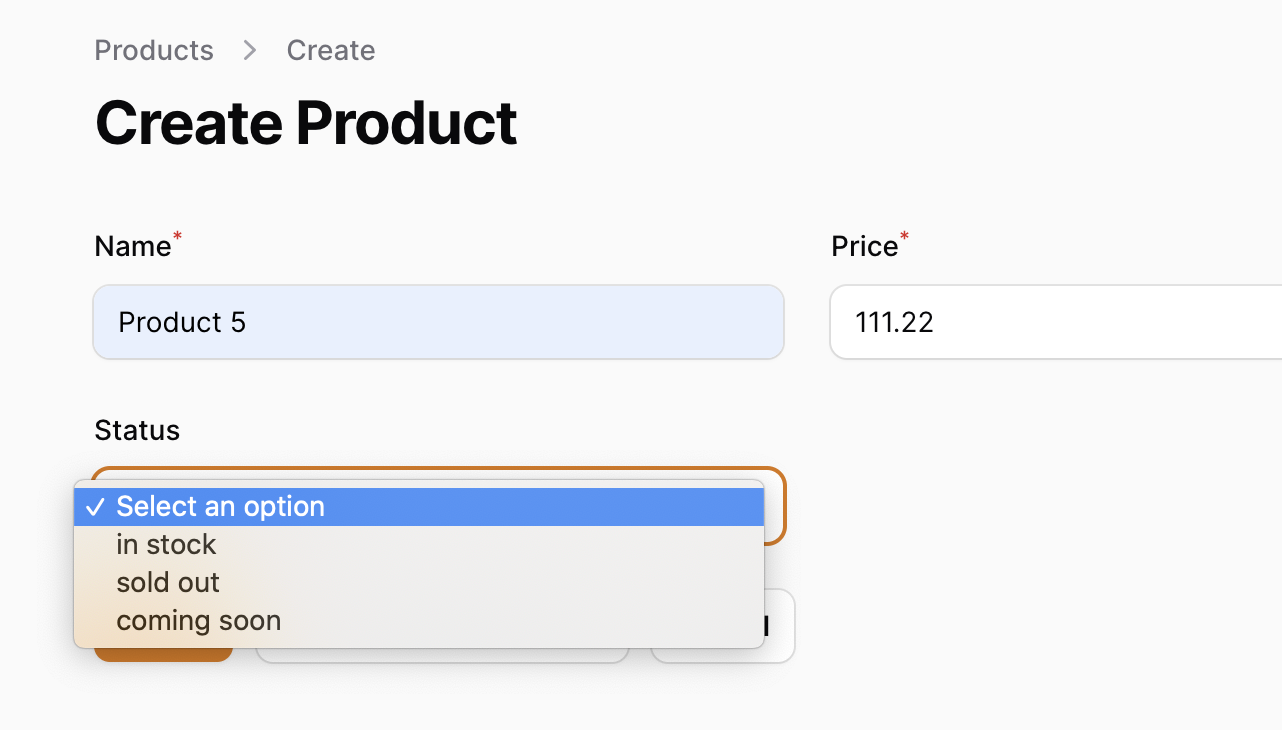 Products > Create
Create Product
Name* Price*
Product 5 111.22
Status
✓ Select an option
in stock
sold out
coming soon